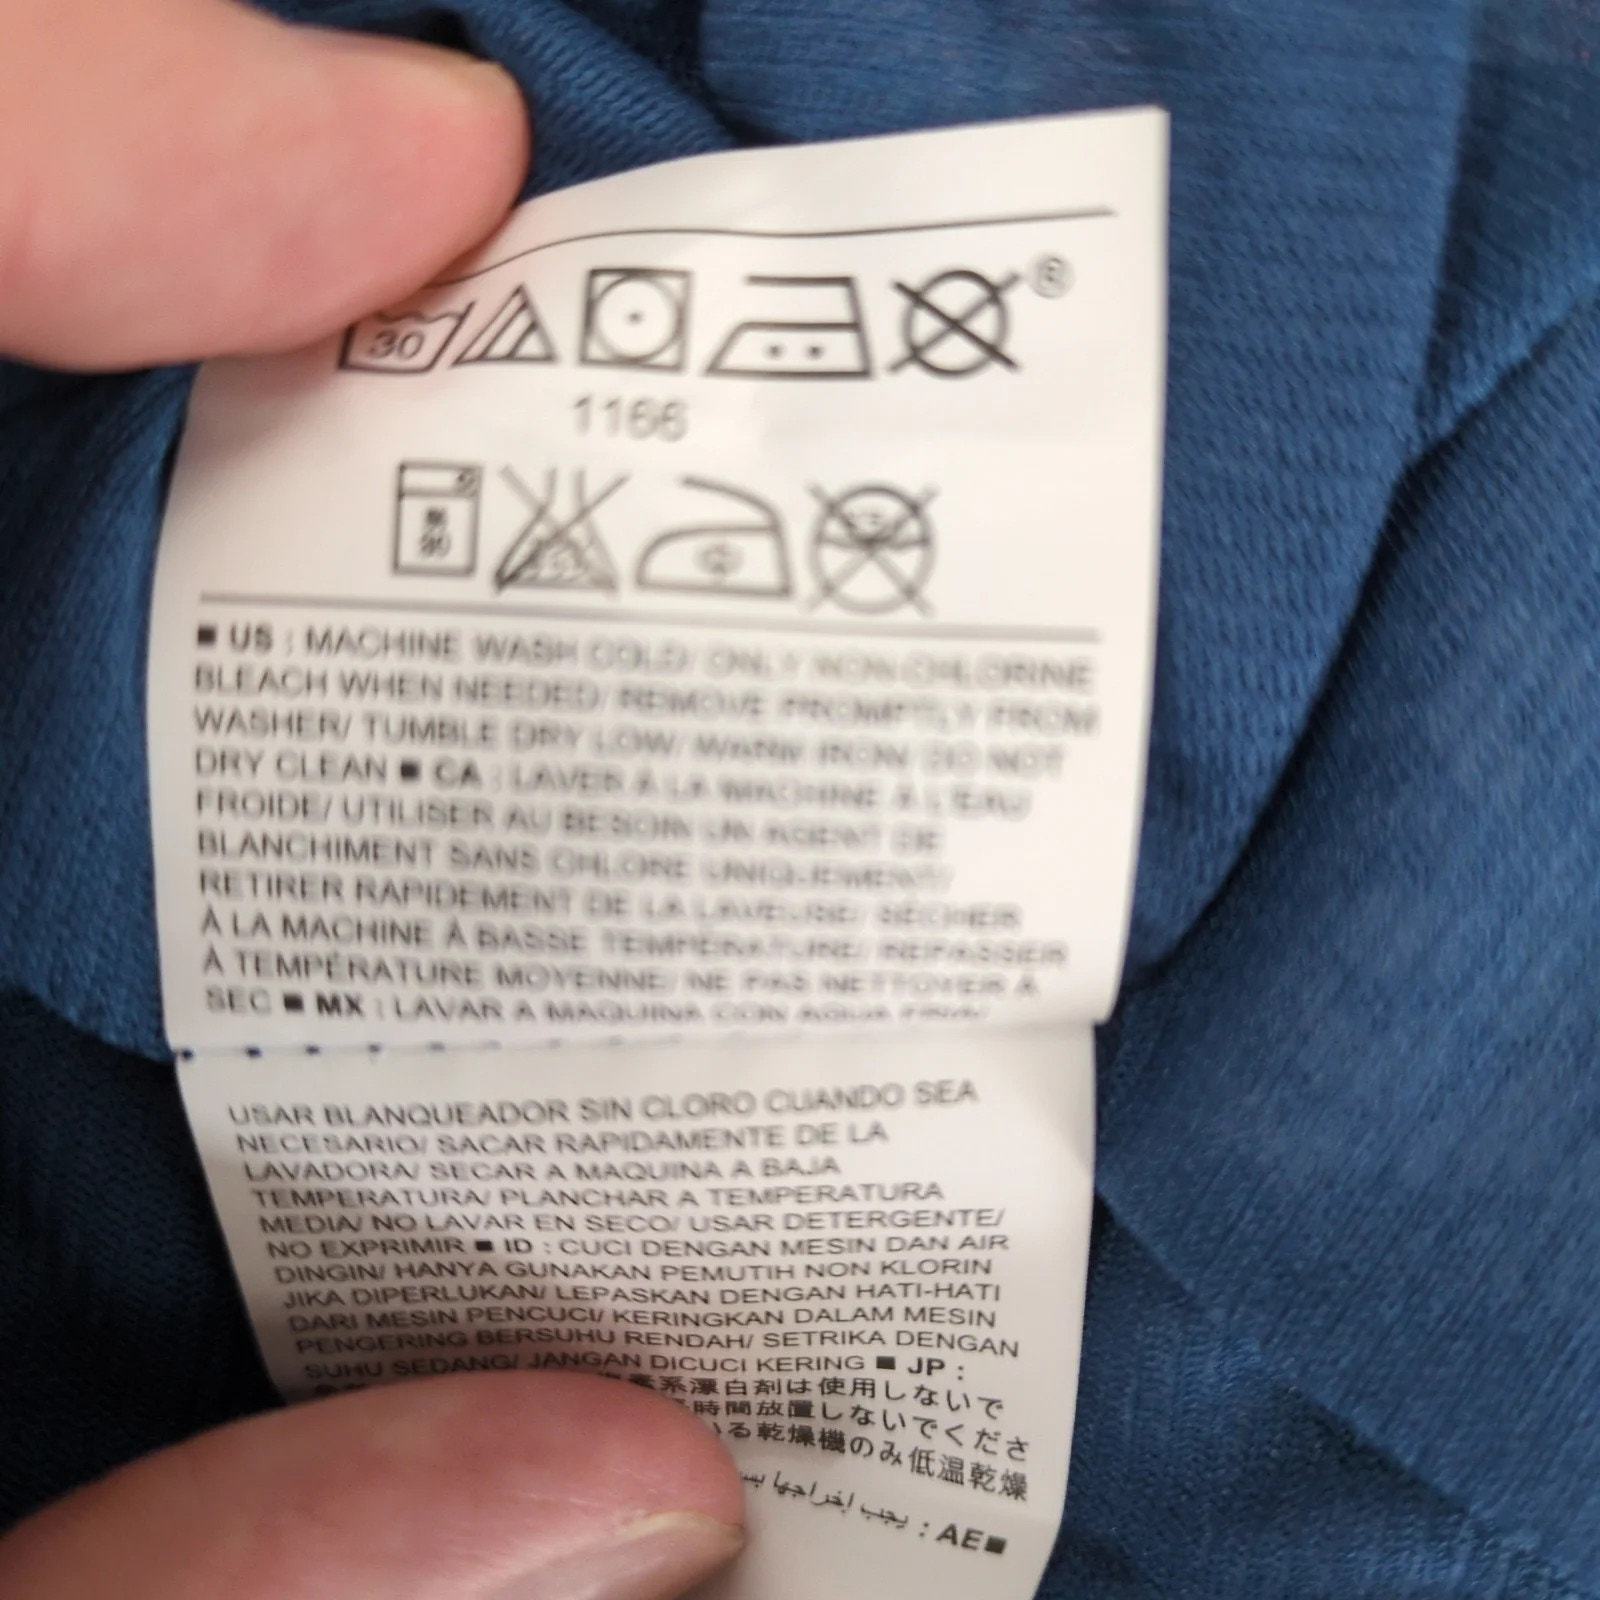 30
®
1166
30
■ US : MACHINE WASH COLD/ ONLY NON-CHLORINE
BLEACH WHEN NEEDED/ REMOVE PROMPTLY FROM
WASHER/ TUMBLE DRY LOW/ WARM IRON/ DO NOT
DRY CLEAN ■ CA : LAVER À LA MACHINE À L'EAU
FROIDE/ UTILISER AU BESOIN UN AGENT DE
BLANCHIMENT SANS CHLORE UNIQUEMENT/
RETIRER RAPIDEMENT DE LA LAVEUSE/ SÉCHER
À LA MACHINE À BASSE TEMPÉRATURE/ REPASSER
À TEMPÉRATURE MOYENNE/ NE PAS NETTOYER À
SEC ■ MX : LAVAR A MAQUINA CON AGUA FRIA/
USAR BLANQUEADOR SIN CLORO CUANDO SEA
NECESARIO/ SACAR RAPIDAMENTE DE LA
LAVADORA/ SECAR A MAQUINA A BAJA
TEMPERATURA/ PLANCHAR A TEMPERATURA
MEDIA/ NO LAVAR EN SECO/ USAR DETERGENTE/
NO EXPRIMIR ■ ID : CUCI DENGAN MESIN DAN AIR
DINGIN/ HANYA GUNAKAN PEMUTIH NON KLORIN
JIKA DIPERLUKAN/ LEPASKAN DENGAN HATI-HATI
DARI MESIN PENCUCI/ KERINGKAN DALAM MESIN
PENGERING BERSUHU RENDAH/ SETRIKA DENGAN
SUHU SEDANG/ JANGAN DICUCI KERING ■ JP :
素系漂白剤は使用しないで
時間放置しないでくださ
る乾燥機のみ低温乾燥
■AE : يجب إخراجها